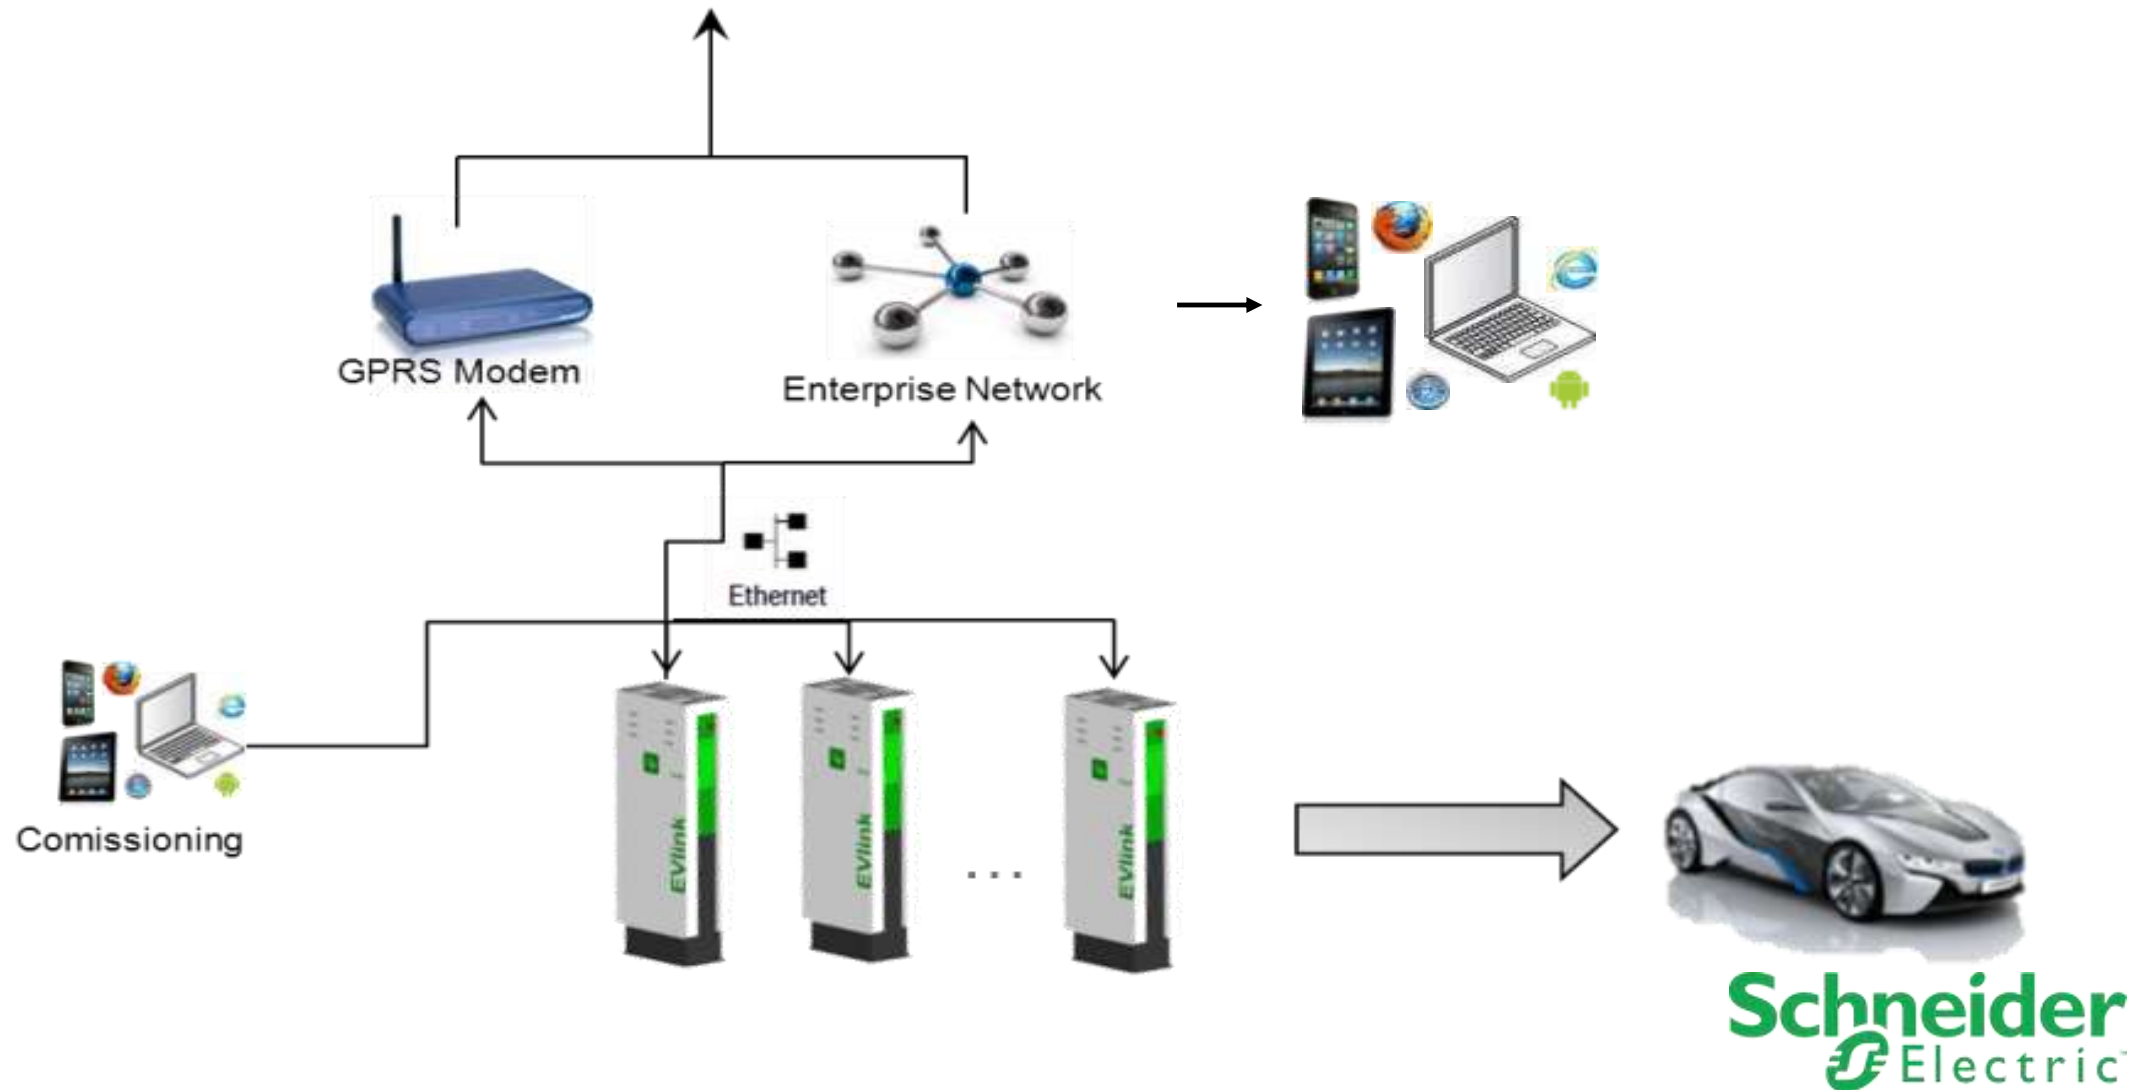 GPRS Modem
Enterprise Network
Ethernet
Comissioning
EVlink
EVlink
EVlink
...
Schneider
Electric